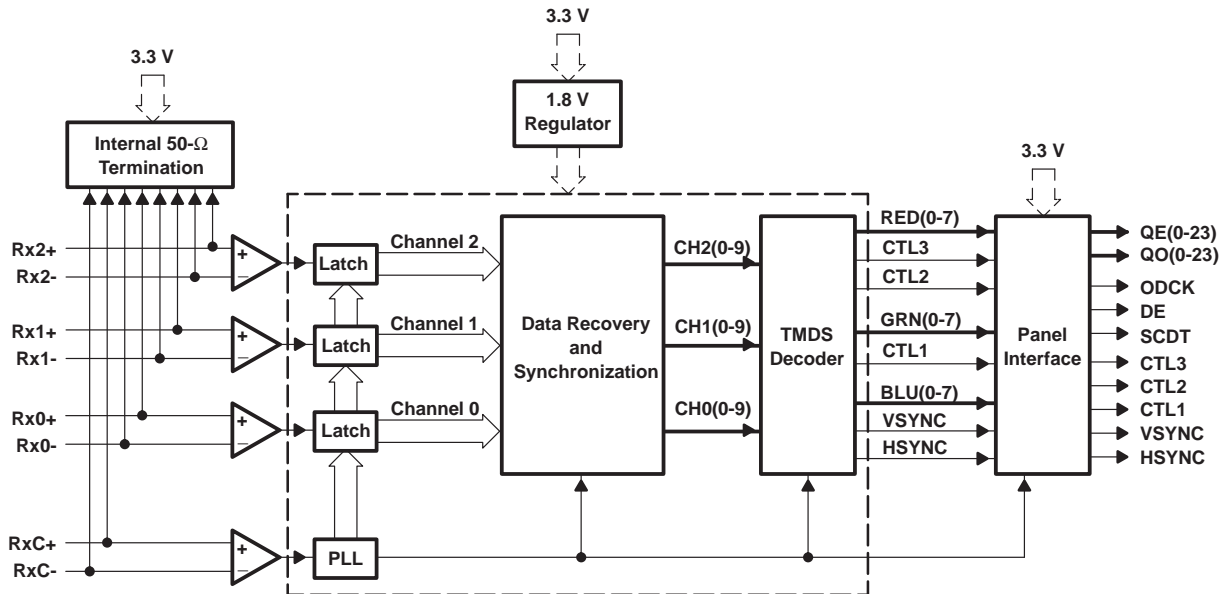 3.3 V
3.3 V
1.8 V
Regulator
Internal 50-Ω
Termination
3.3 V
Rx2+
Rx2-
+
−
Latch
Channel 2
CH2(0-9)
RED(0-7)
CTL3
CTL2
QE(0-23)
QO(0-23)
ODCK
DE
Rx1+
Rx1-
+
−
Latch
Channel 1
Data Recovery
and
Synchronization
CH1(0-9)
TMDS
Decoder
GRN(0-7)
CTL1
Panel
Interface
SCDT
CTL3
CTL2
Rx0+
Rx0-
+
−
Latch
Channel 0
CH0(0-9)
BLU(0-7)
VSYNC
HSYNC
CTL1
VSYNC
HSYNC
RxC+
RxC-
+
−
PLL